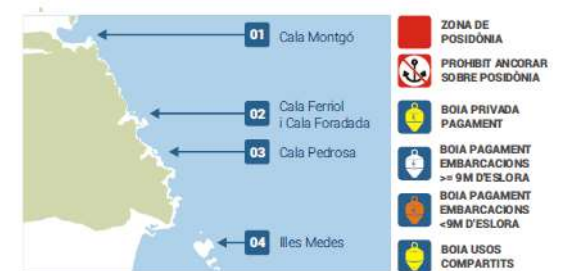 01 Cala Montgó
02 Cala Ferriol
i Cala Foradada
03 Cala Pedrosa
04 Illes Medes
ZONA DE
POSIDÒNIA
PROHIBIT ANCORAR
SOBRE POSIDÒNIA
BOIA PRIVADA
PAGAMENT
BOIA PAGAMENT
EMBARCACIONS
>= 9M D'ESLORA
BOIA PAGAMENT
EMBARCACIONS
<9M D'ESLORA
BOIA USOS
COMPARTITS